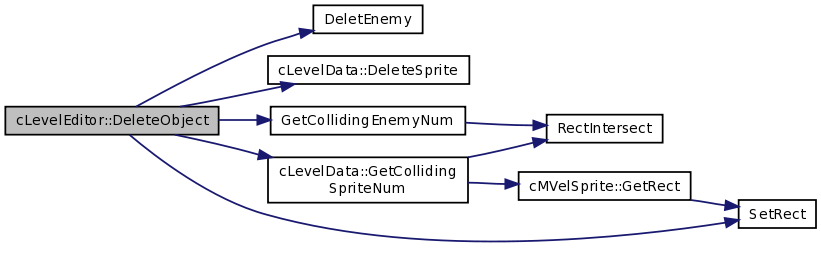 DeletEnemy
cLevelData::DeleteSprite
cLevelEditor::DeleteObject
GetCollidingEnemyNum
RectIntersect
cLevelData::GetColliding
SpriteNum
cMVelSprite::GetRect
SetRect